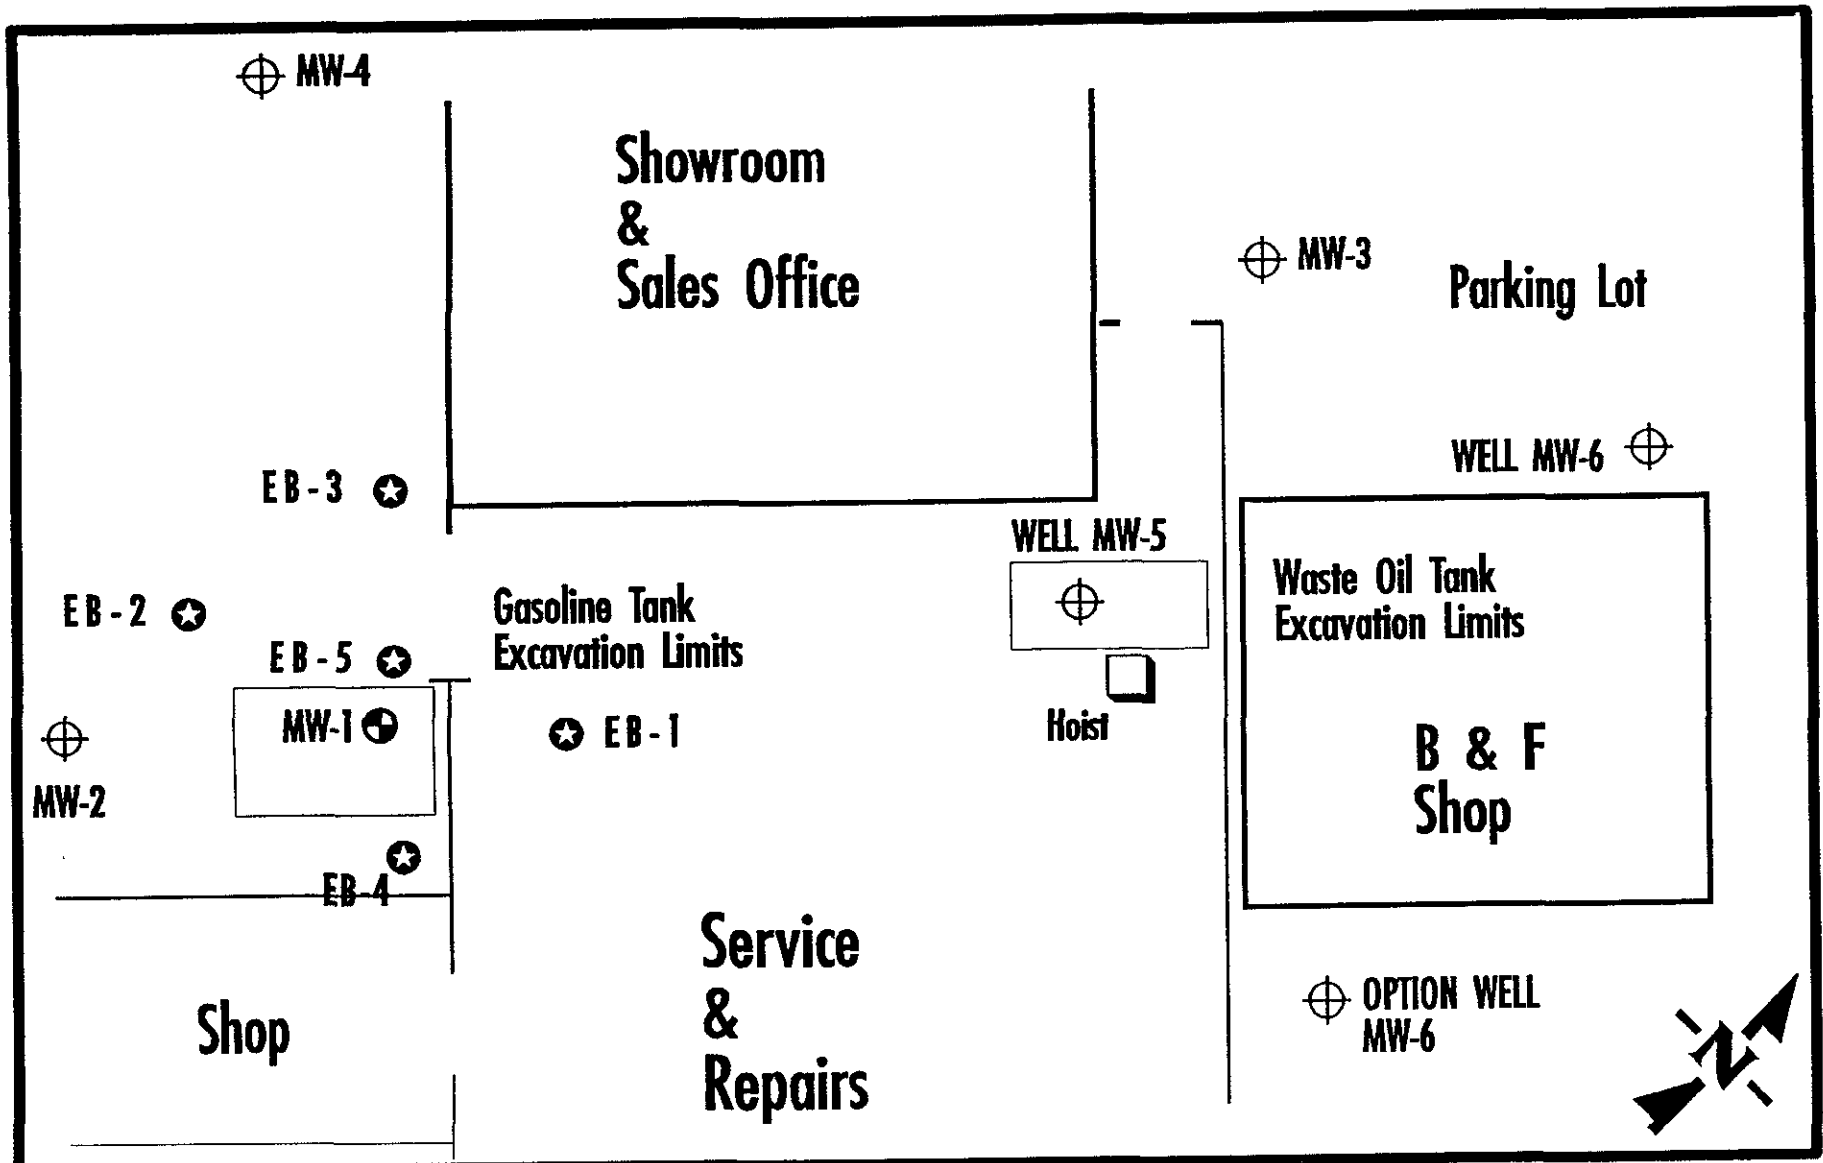 MW-4
Showroom
&
Sales Office
MW-3
Parking Lot
WELL MW-6
EB-3
WELL MW-5
Waste Oil Tank
Excavation Limits
Gasoline Tank
Excavation Limits
EB-2
EB-5
MW-1
EB-1
Hoist
B & F
Shop
MW-2
EB-4
Service
&
Repairs
Shop
OPTION WELL
MW-6
N